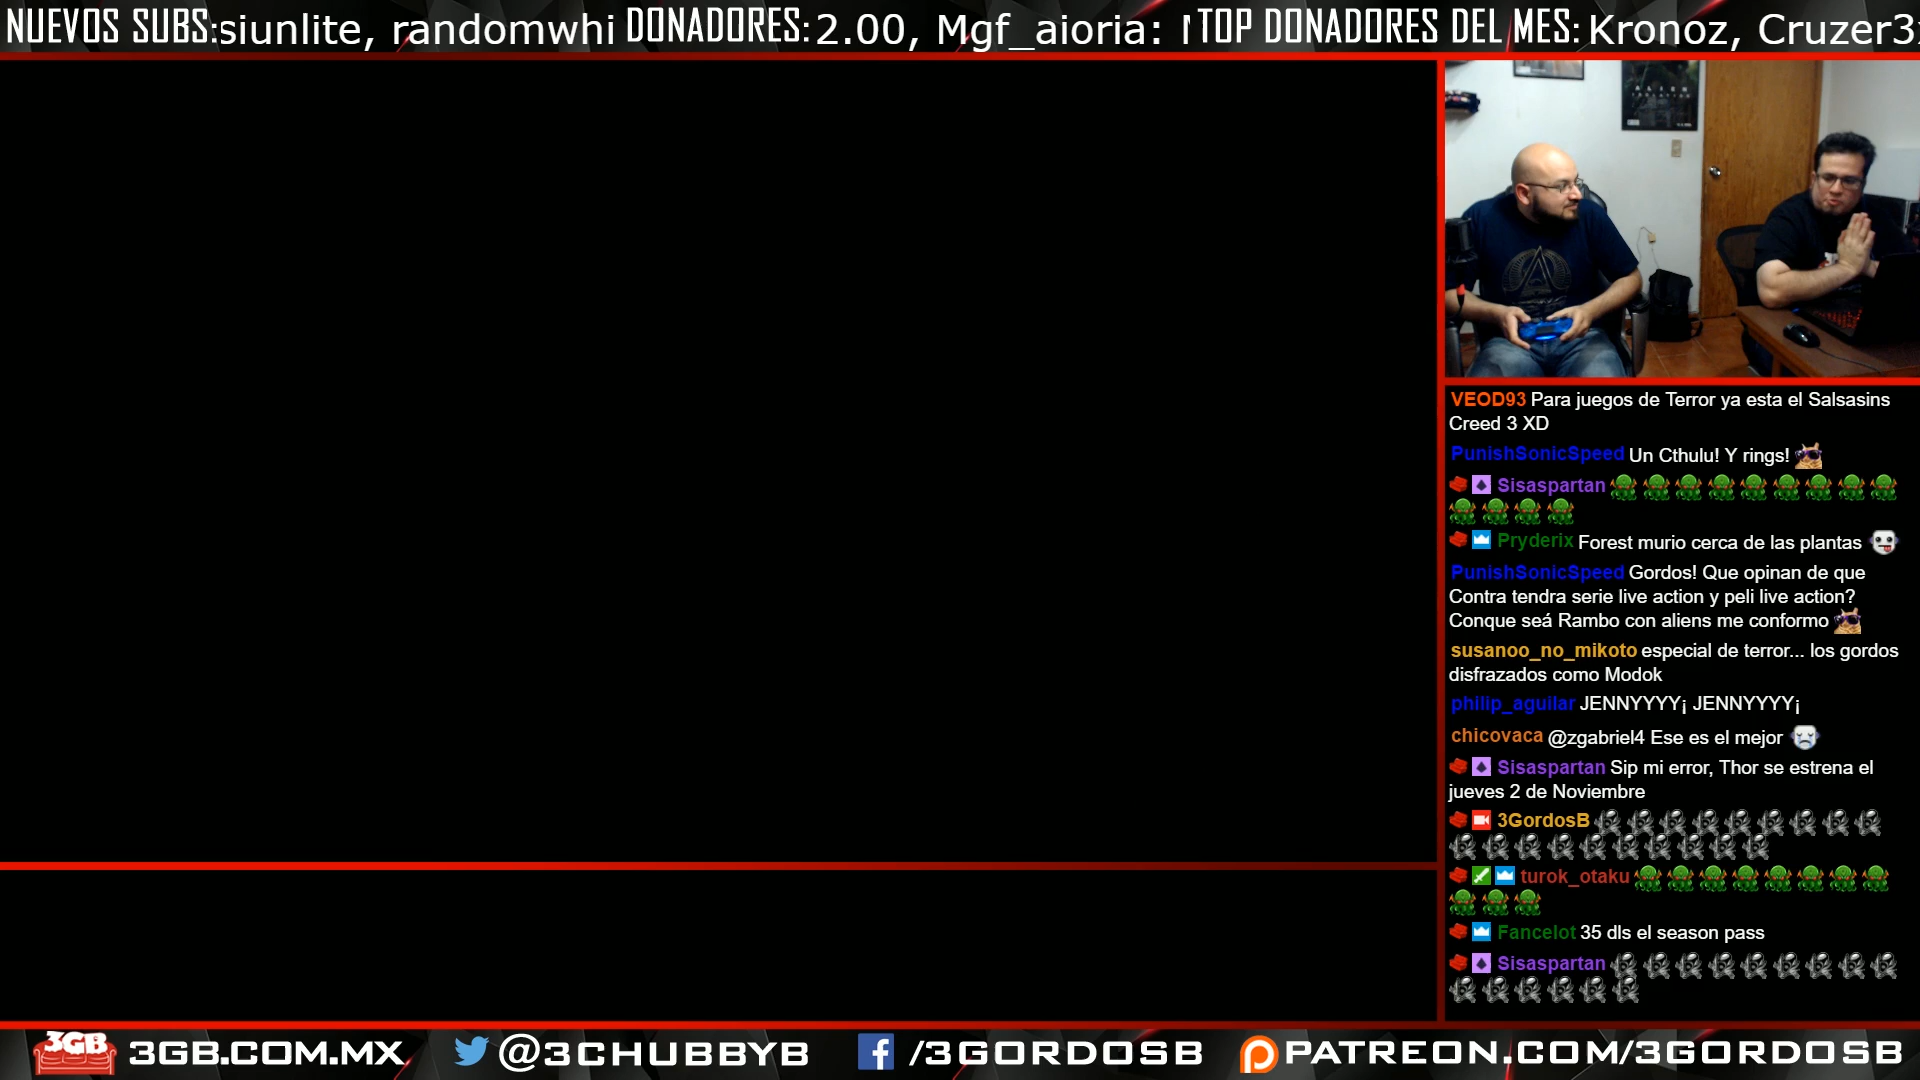 NUEVOS SUBS:
siunlite, randomwhi
DONADORES:
2.00, Mgf_aioria:
TOP DONADORES DEL MES:
Kronoz, Cruzer3
ALIEN
VEOD93 Para juegos de Terror ya esta el Salsasins
Creed 3 XD
PunishSonicSpeed Un Cthulu! Y rings!
Sisaspartan
Pryderix Forest murio cerca de las plantas
PunishSonicSpeed Gordos! Que opinan de que
Contra tendra serie live action y peli live action?
Conque seá Rambo con aliens me conformo
susanoo_no_mikoto especial de terror... los gordos
disfrazados como Modok
philip_aguilar JENNYYYY¡ JENNYYYY¡
chicovaca @zgabriel4 Ese es el mejor
Sisaspartan Sip mi error, Thor se estrena el
jueves 2 de Noviembre
3GordosB
turok_otaku
Fancelot 35 dls el season pass
Sisaspartan
3GB
3GB.COM.MX
@3CHUBBYB
/3GORDOSB
PATREON.COM/3GORDOSB